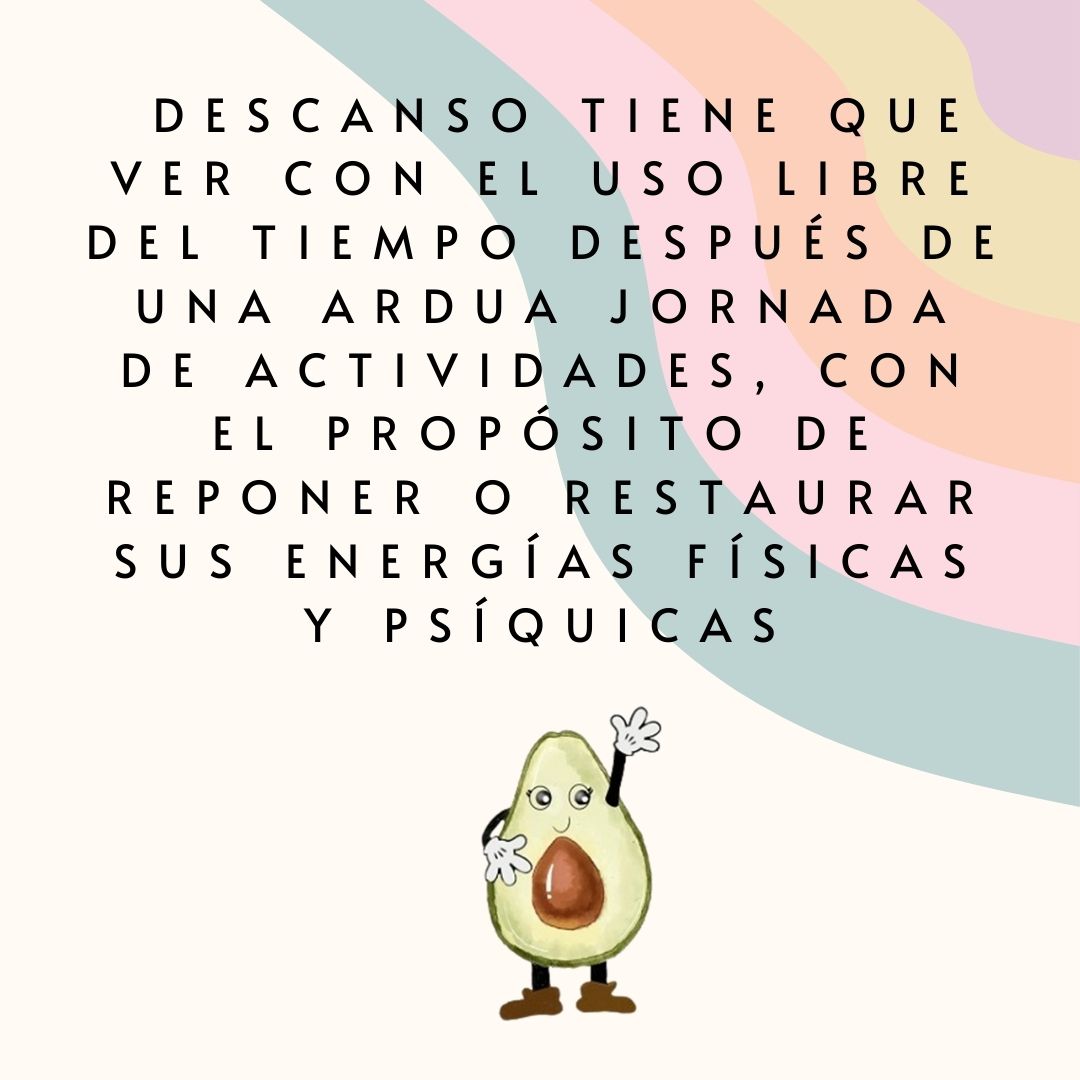 DESCANSO TIENE QUE
VER CON EL USO LIBRE
DEL TIEMPO DESPUÉS DE
UNA ARDUA JORNADA
DE ACTIVIDADES, CON
EL PROPÓSITO DE
REPONER O RESTAURAR
SUS ENERGÍAS FÍSICAS
Y PSÍQUICAS